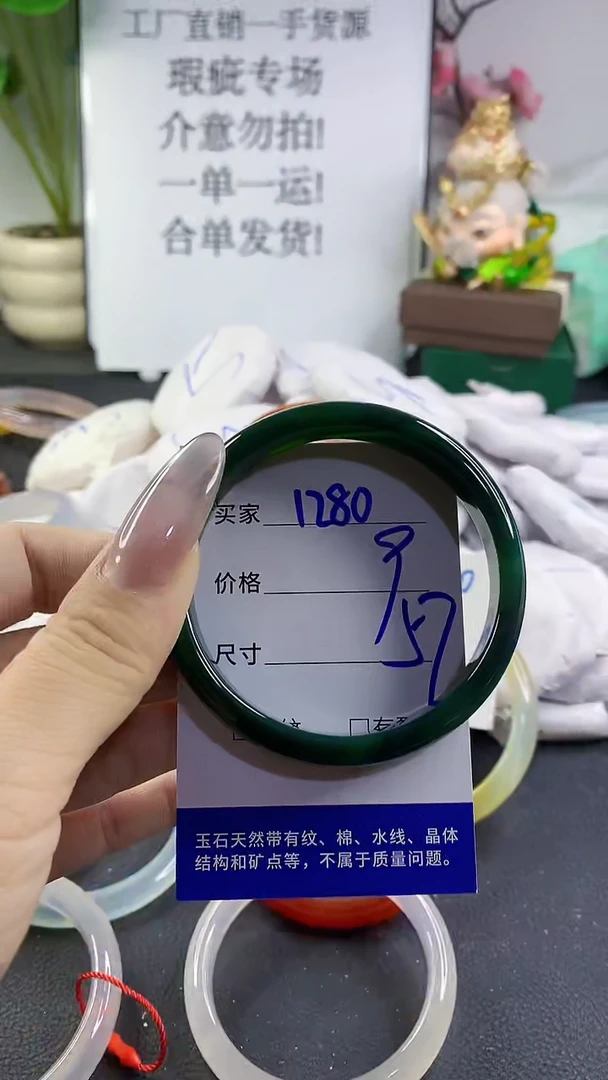 工厂直销一手货源
瑕疵专场
介意勿拍!
一单一运!
合单发货!
买家 1280
价格 9
尺寸 57
玉石天然带有纹、棉、水线、晶体
结构和矿点等，不属于质量问题。